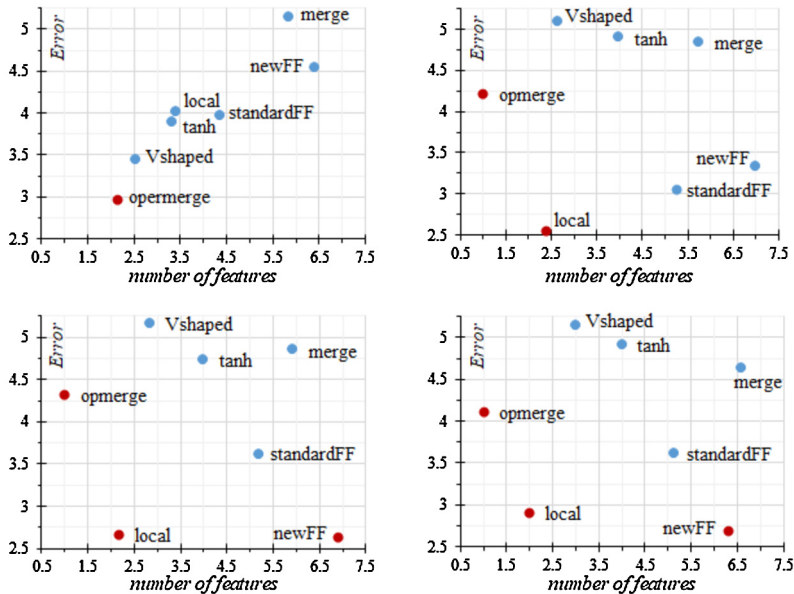 Error
5
4.5
4
3.5
3
2.5
merge
newFF
local
standardFF
tanh
Vshaped
opermerge
0.5 1.5 2.5 3.5 4.5 5.5 6.5 7.5
number of features
Error
5
4.5
4
3.5
3
2.5
Vshaped
tanh
merge
opmerge
newFF
standardFF
local
0.5 1.5 2.5 3.5 4.5 5.5 6.5 7.5
number of features
Error
5
4.5
4
3.5
3
2.5
Vshaped
merge
tanh
opmerge
standardFF
local
newFF
0.5 1.5 2.5 3.5 4.5 5.5 6.5 7.5
number of features
Error
5
4.5
4
3.5
3
2.5
Vshaped
tanh
merge
opmerge
standardFF
local
newFF
0.5 1.5 2.5 3.5 4.5 5.5 6.5 7.5
number of features